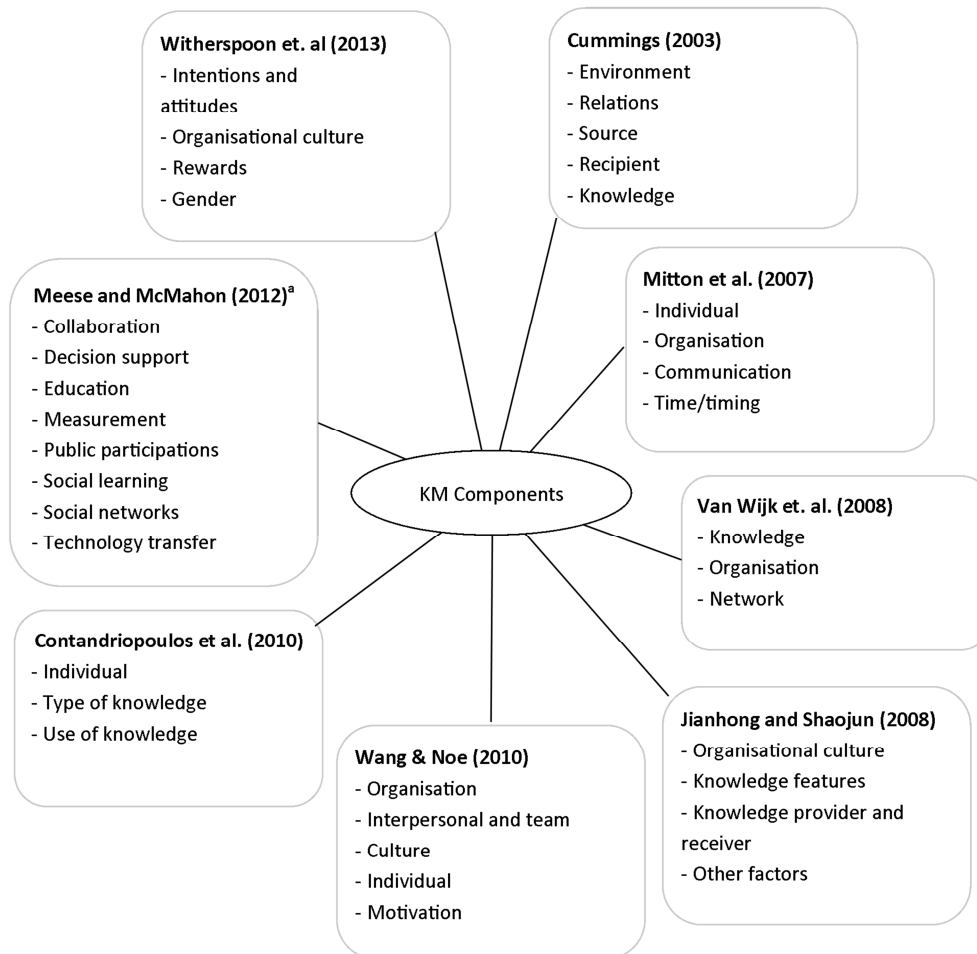 Witherspoon et. al (2013)
- Intentions and
attitudes
- Organisational culture
- Rewards
- Gender
Cummings (2003)
- Environment
- Relations
- Source
- Recipient
- Knowledge
Meese and McMahon (2012)a
- Collaboration
- Decision support
- Education
- Measurement
- Public participations
- Social learning
- Social networks
- Technology transfer
Mitton et al. (2007)
- Individual
- Organisation
- Communication
- Time/timing
KM Components
Van Wijk et. al. (2008)
- Knowledge
- Organisation
- Network
Contandriopoulos et al. (2010)
- Individual
- Type of knowledge
- Use of knowledge
Wang & Noe (2010)
- Organisation
- Interpersonal and team
- Culture
- Individual
- Motivation
Jianhong and Shaojun (2008)
- Organisational culture
- Knowledge features
- Knowledge provider and
receiver
- Other factors